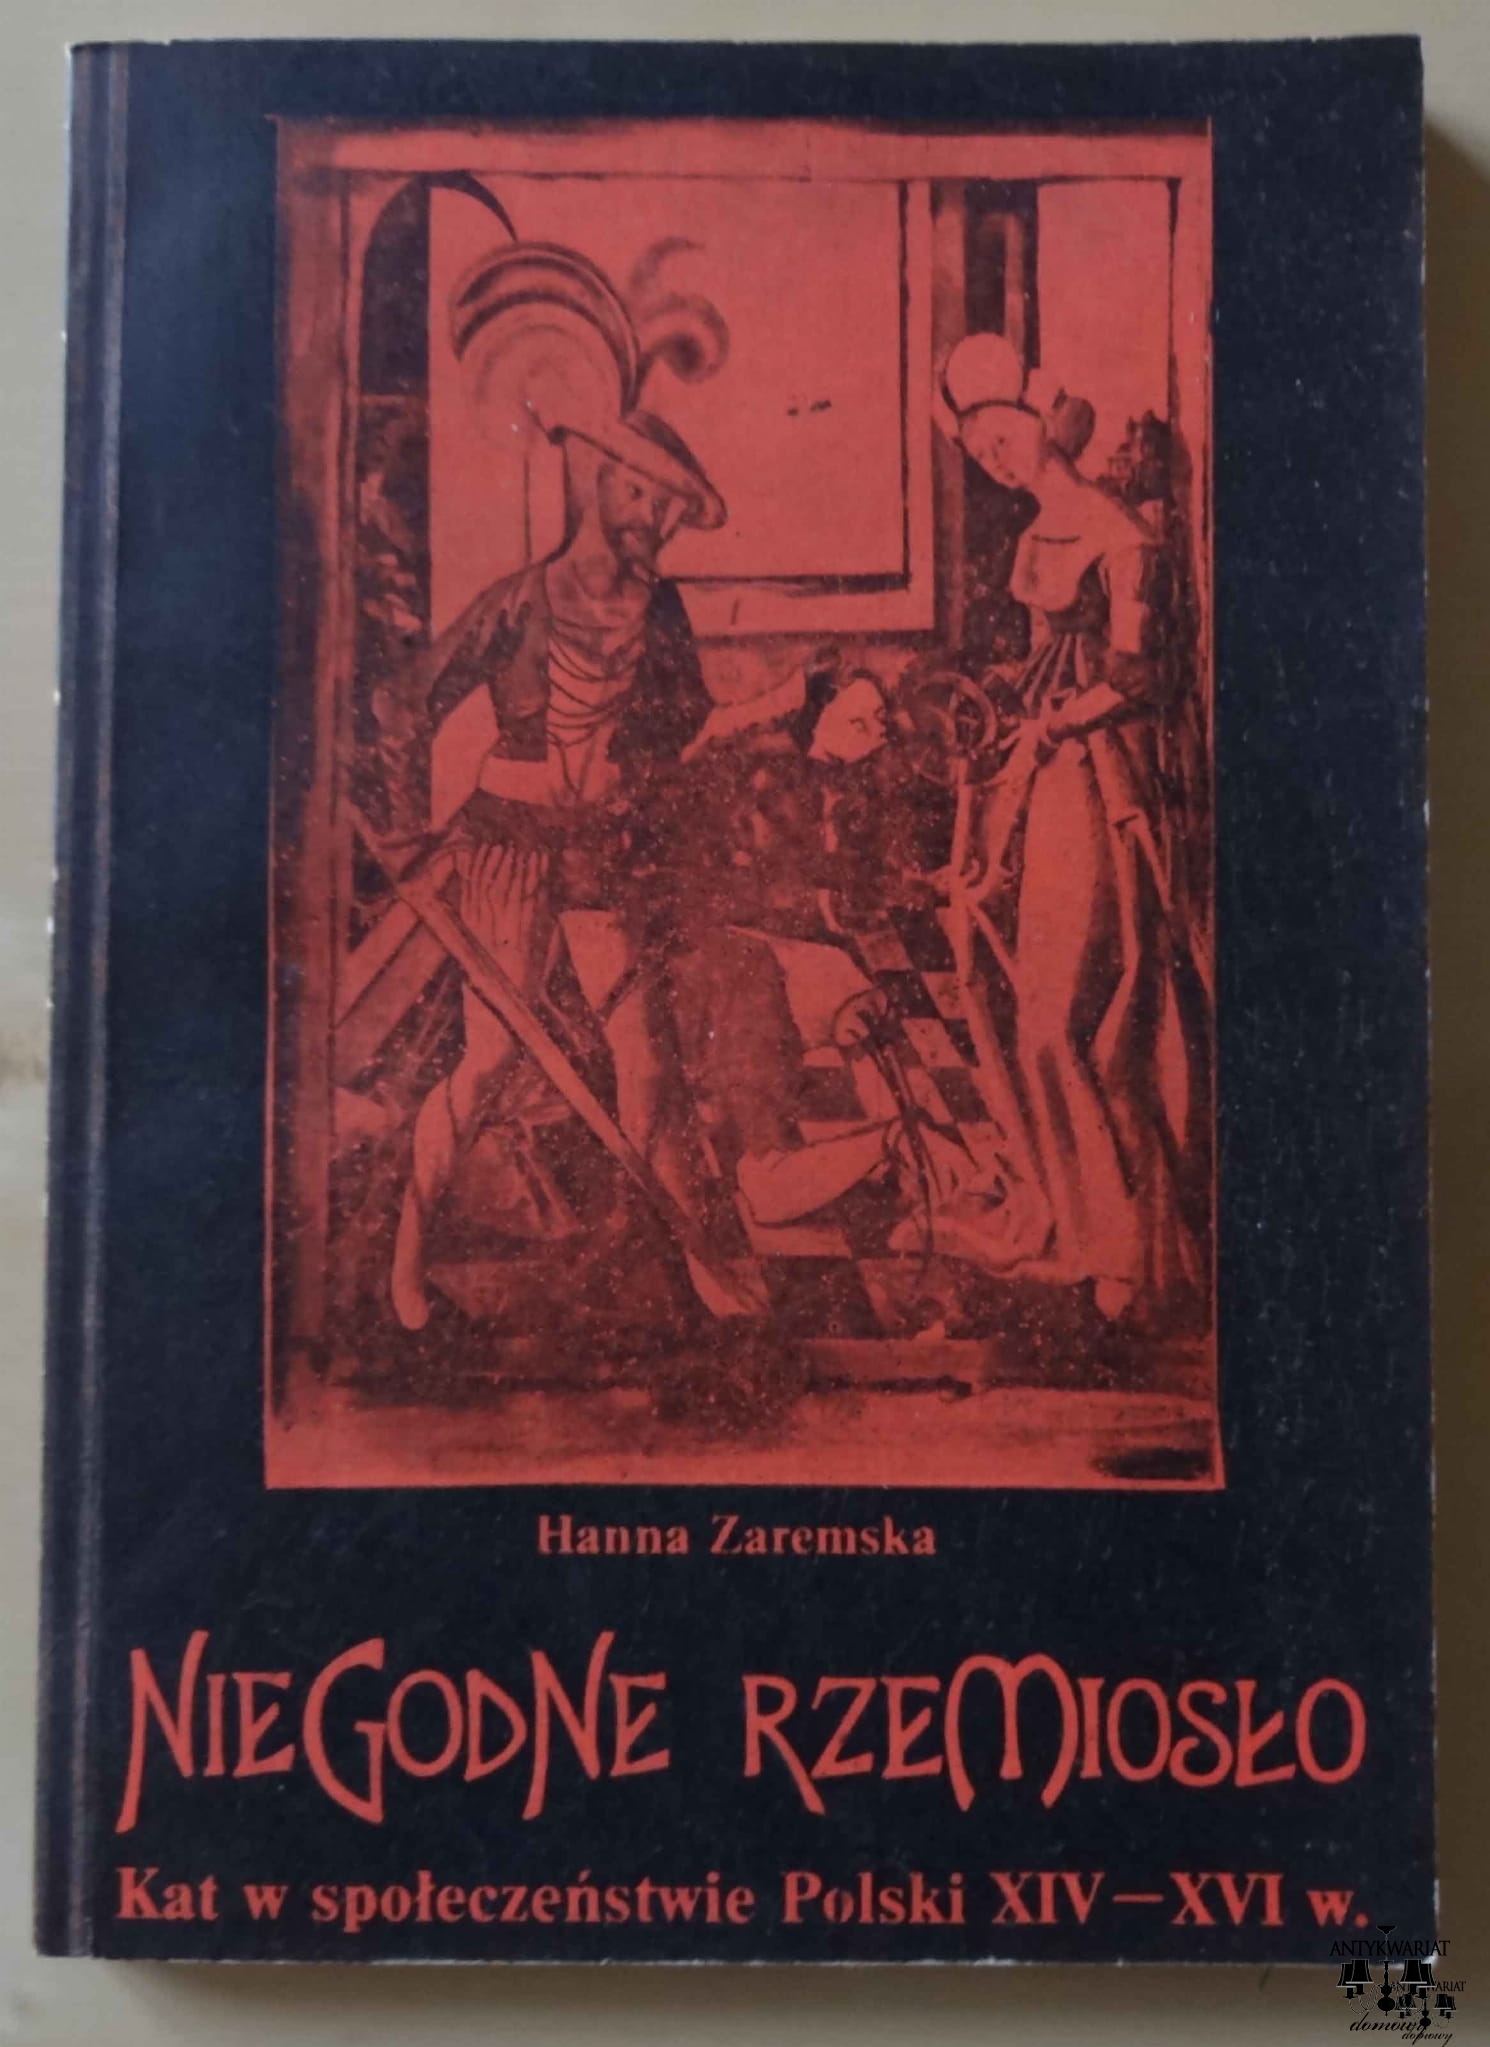 Hanna Zaremska
NIEGODNE RZEMIOSŁO
Kat w społeczeństwie Polski XIV—XVI w.
ANTYKWARIAT
domowy